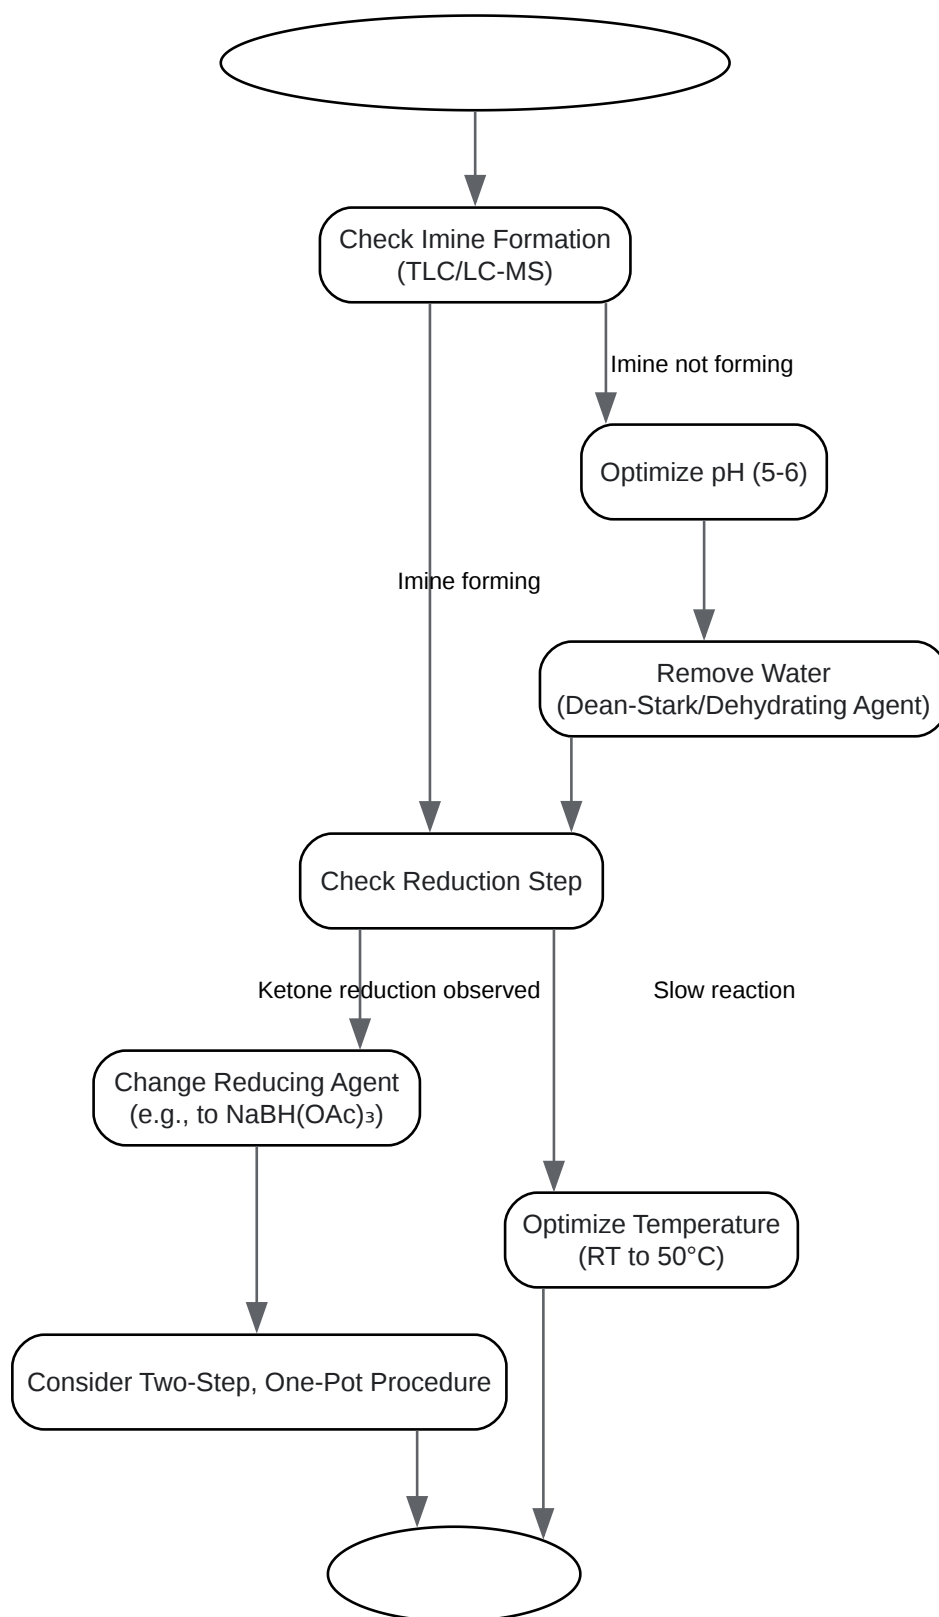 Check Imine Formation
(TLC/LC-MS)
Imine not forming
Optimize pH (5-6)
Imine forming
Remove Water
(Dean-Stark/Dehydrating Agent)
Check Reduction Step
Ketone reduction observed
Slow reaction
Change Reducing Agent
(e.g., to NaBH(OAc)₃)
Optimize Temperature
(RT to 50°C)
Consider Two-Step, One-Pot Procedure